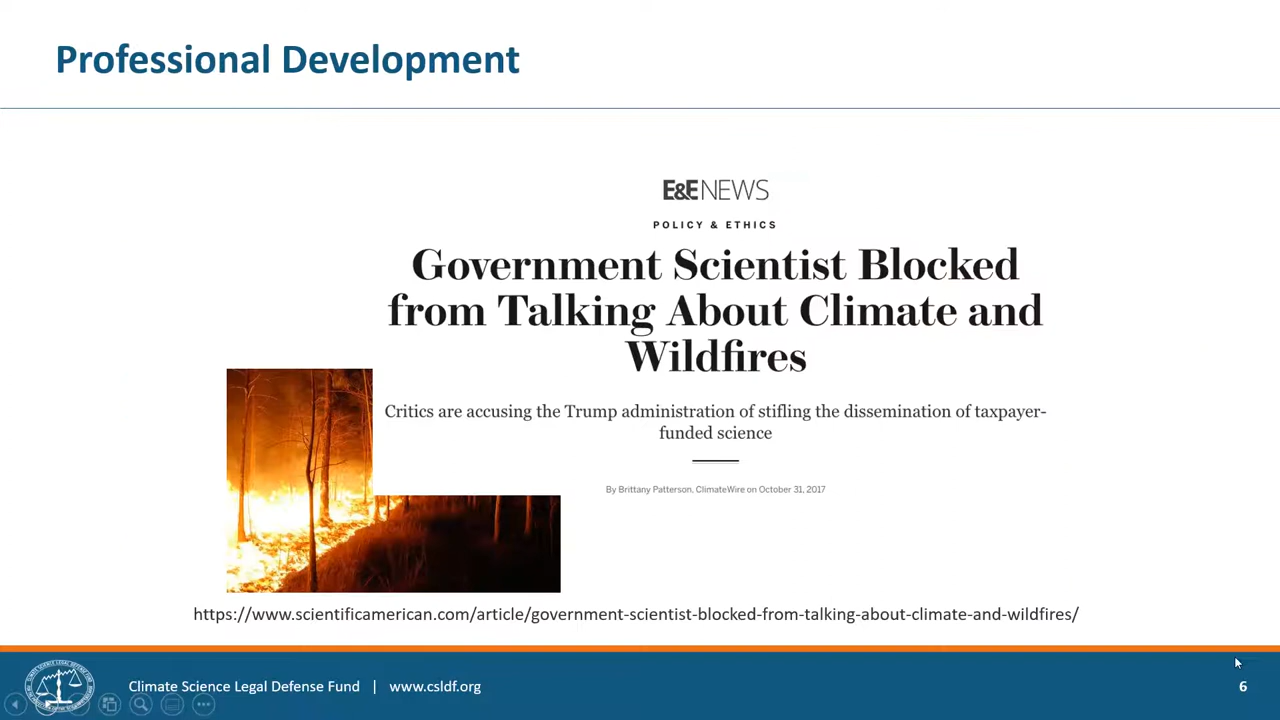 Professional Development
E&E NEWS
POLICY & ETHICS
Government Scientist Blocked
from Talking About Climate and
Wildfires
Critics are accusing the Trump administration of stifling the dissemination of taxpayer-
funded science
By Brittany Patterson, ClimateWire on October 31, 2017
https://www.scientificamerican.com/article/government-scientist-blocked-from-talking-about-climate-and-wildfires/
Climate Science Legal Defense Fund | www.csldf.org
6